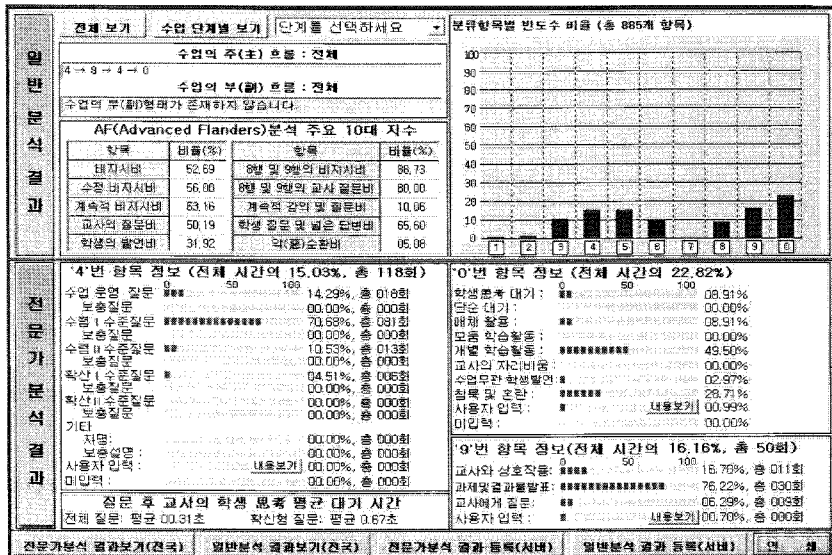 전체 보기
수업 단계별 보기
단계를 선택하세요
일반 분석 결과
수업의 주(主) 흐름 : 전체
4 → 8 → 4 → 0
수업의 부(副) 흐름 : 전체
수업의 부(副)형태가 존재하지 않습니다.
AF(Advanced Flanders)분석 주요 10대 지수
항목 비율(%) 항목 비율(%)
비지시비 52,69 8행 및 9행의 비지시비 88,73
수정 비지시비 56,00 8행 및 9행의 교사 질문비 80,00
계속적 비지시비 63,16 계속적 강의 및 질문비 10,06
교사의 질문비 50,19 학생 질문 및 넓은 답변비 65,60
학생의 발언비 31,92 악(惡)순환비 05,08
분류항목별 빈도수 비율 (총 885개 항목)
100
90
80
70
60
50
40
30
20
10
0
1 2 3 4 5 6 7 8 9 0
전문가 분석 결과
'4'번 항목 정보 (전체 시간의 15.03%, 총 118회)
0 50 100
수업 운영 질문 14.29%, 총 018회
보충질문 00.00%, 총 000회
수렴 I 수준질문 70.68%, 총 081회
보충질문 00.00%, 총 000회
수렴 II 수준질문 10.53%, 총 013회
보충질문 00.00%, 총 000회
확산 I 수준질문 04.51%, 총 006회
보충질문 00.00%, 총 000회
확산 II 수준질문 00.00%, 총 000회
보충질문 00.00%, 총 000회
기타
자명: 00.00%, 총 000회
보충설명 : 00.00%, 총 000회
사용자 입력 : 내용보기 00.00%, 총 000회
미입력 : 00.00%, 총 000회
질문 후 교사의 학생 思考 평균 대기 시간
전체 질문: 평균 00.31초 확산형 질문: 평균 0.67초
'0'번 항목 정보 (전체 시간의 22.82%)
0 50 100
학생思考 대기 : 08.91%
단순 대기 : 00.00%
매체 활용 : 08.91%
모둠 학습활동 : 00.00%
개별 학습활동 : 49.50%
교사의 자리비움 : 00.00%
수업무관 학생발언 : 02.97%
침묵 및 혼란 : 28.71%
사용자 입력 : 내용보기 00.99%
미입력 : 00.00%
'9'번 항목 정보(전체 시간의 16.16%, 총 50회)
0 50 100
교사와 상호작용: 16.79%, 총 011회
과제및결과물발표: 76.22%, 총 030회
교사에게 질문: 06.29%, 총 009회
사용자 입력 : 내용보기 00.70%, 총 000회
전문가분석 결과보기(전국)
일반분석 결과보기(전국)
전문가분석 결과 등록(서버)
일반분석 결과 등록(서버)
인 쇄